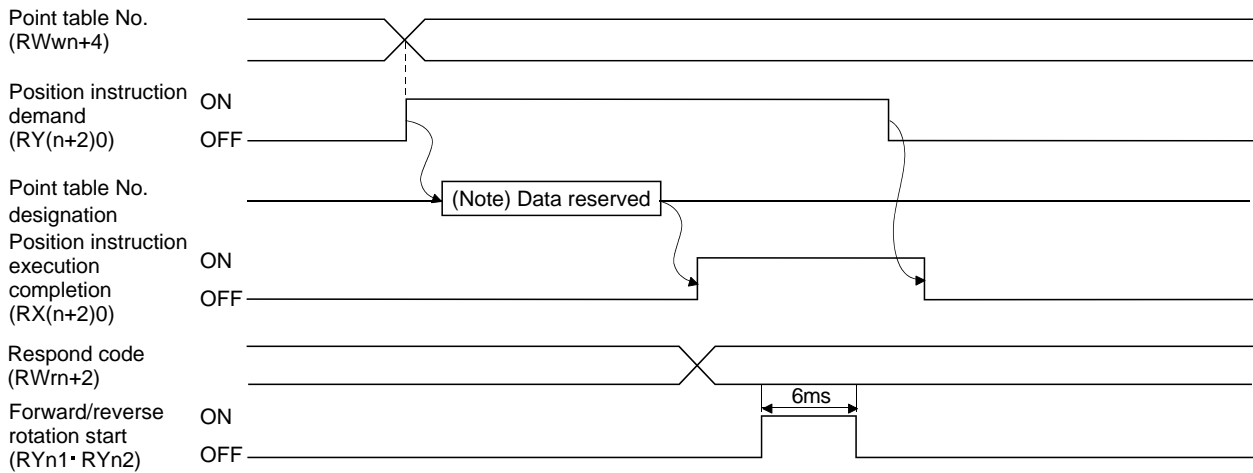 Point table No.
(RWwn+4)
Position instruction
demand
(RY(n+2)0)
ON
OFF
Point table No.
designation
(Note) Data reserved
Position instruction
execution
completion
(RX(n+2)0)
ON
OFF
Respond code
(RWrn+2)
6ms
Forward/reverse
rotation start
(RYn1･RYn2)
ON
OFF